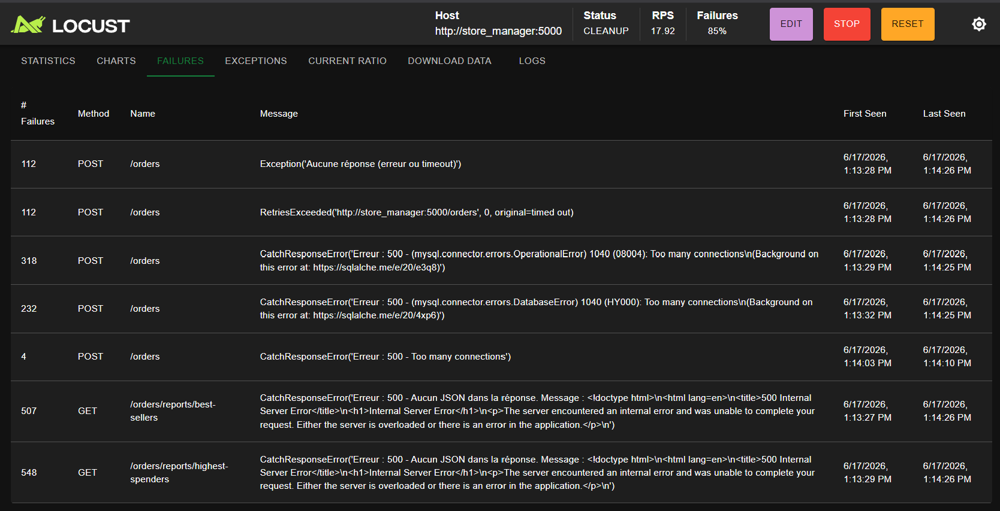 LOCUST
Host
http://store_manager:5000
Status
CLEANUP
RPS
17.92
Failures
85%
EDIT
STOP
RESET
STATISTICS
CHARTS
FAILURES
EXCEPTIONS
CURRENT RATIO
DOWNLOAD DATA
LOGS
#
Failures
Method
Name
Message
First Seen
Last Seen
112
POST
/orders
Exception('Aucune réponse (erreur ou timeout)')
6/17/2026,
1:13:28 PM
6/17/2026,
1:14:26 PM
112
POST
/orders
RetriesExceeded('http://store_manager:5000/orders', 0, original=timed out)
6/17/2026,
1:13:28 PM
6/17/2026,
1:14:26 PM
318
POST
/orders
CatchResponseError('Erreur : 500 - (mysql.connector.errors.OperationalError) 1040 (08004): Too many connections\n(Background on
this error at: https://sqlalche.me/e/20/e3q8)')
6/17/2026,
1:13:29 PM
6/17/2026,
1:14:25 PM
232
POST
/orders
CatchResponseError('Erreur : 500 - (mysql.connector.errors.DatabaseError) 1040 (HY000): Too many connections\n(Background on
this error at: https://sqlalche.me/e/20/4xp6)')
6/17/2026,
1:13:32 PM
6/17/2026,
1:14:25 PM
4
POST
/orders
CatchResponseError('Erreur : 500 - Too many connections')
6/17/2026,
1:14:03 PM
6/17/2026,
1:14:10 PM
507
GET
/orders/reports/best-
sellers
CatchResponseError('Erreur : 500 - Aucun JSON dans la réponse. Message : <!doctype html>\n<html lang=en>\n<title>500 Internal
Server Error</title>\n<h1>Internal Server Error</h1>\n<p>The server encountered an internal error and was unable to complete your
request. Either the server is overloaded or there is an error in the application.</p>\n')
6/17/2026,
1:13:27 PM
6/17/2026,
1:14:26 PM
548
GET
/orders/reports/highest-
spenders
CatchResponseError('Erreur : 500 - Aucun JSON dans la réponse. Message : <!doctype html>\n<html lang=en>\n<title>500 Internal
Server Error</title>\n<h1>Internal Server Error</h1>\n<p>The server encountered an internal error and was unable to complete your
request. Either the server is overloaded or there is an error in the application.</p>\n')
6/17/2026,
1:13:29 PM
6/17/2026,
1:14:26 PM